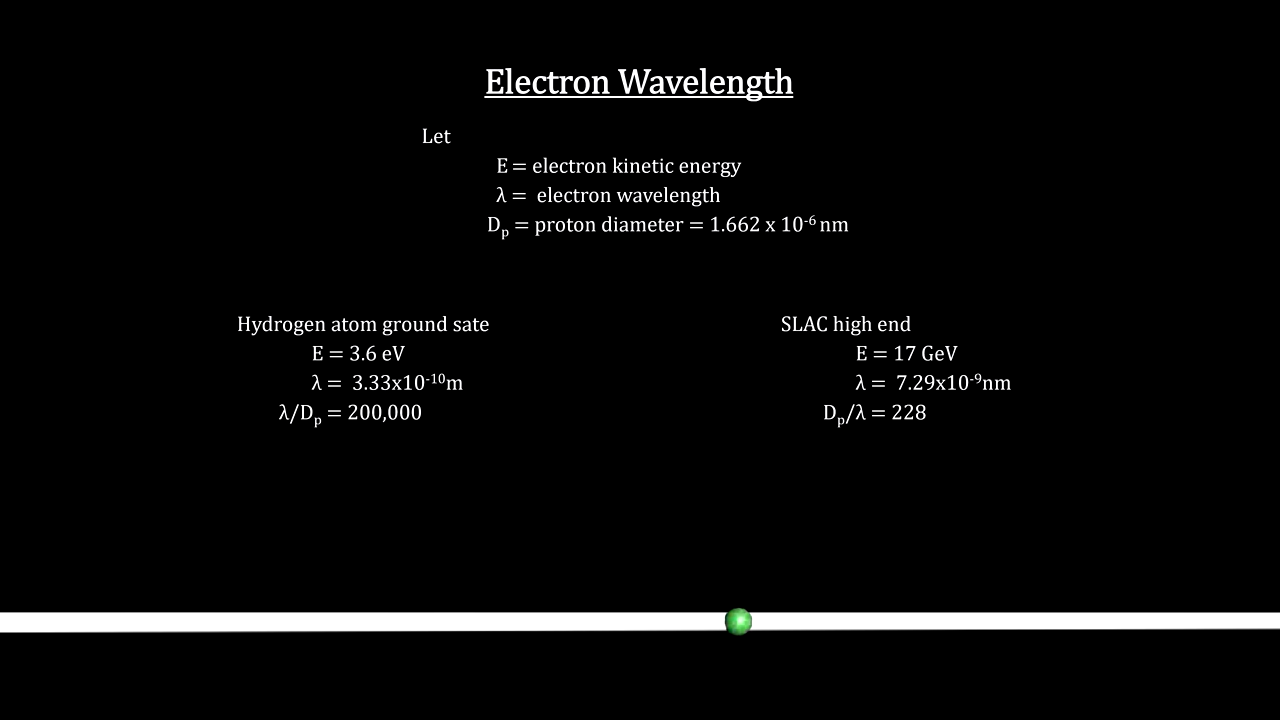 Electron Wavelength
Let
E = electron kinetic energy
λ = electron wavelength
Dₚ = proton diameter = 1.662 x 10⁻⁶ nm
Hydrogen atom ground sate
E = 3.6 eV
λ = 3.33x10⁻¹⁰m
λ/Dₚ = 200,000
SLAC high end
E = 17 GeV
λ = 7.29x10⁻⁹nm
Dₚ/λ = 228